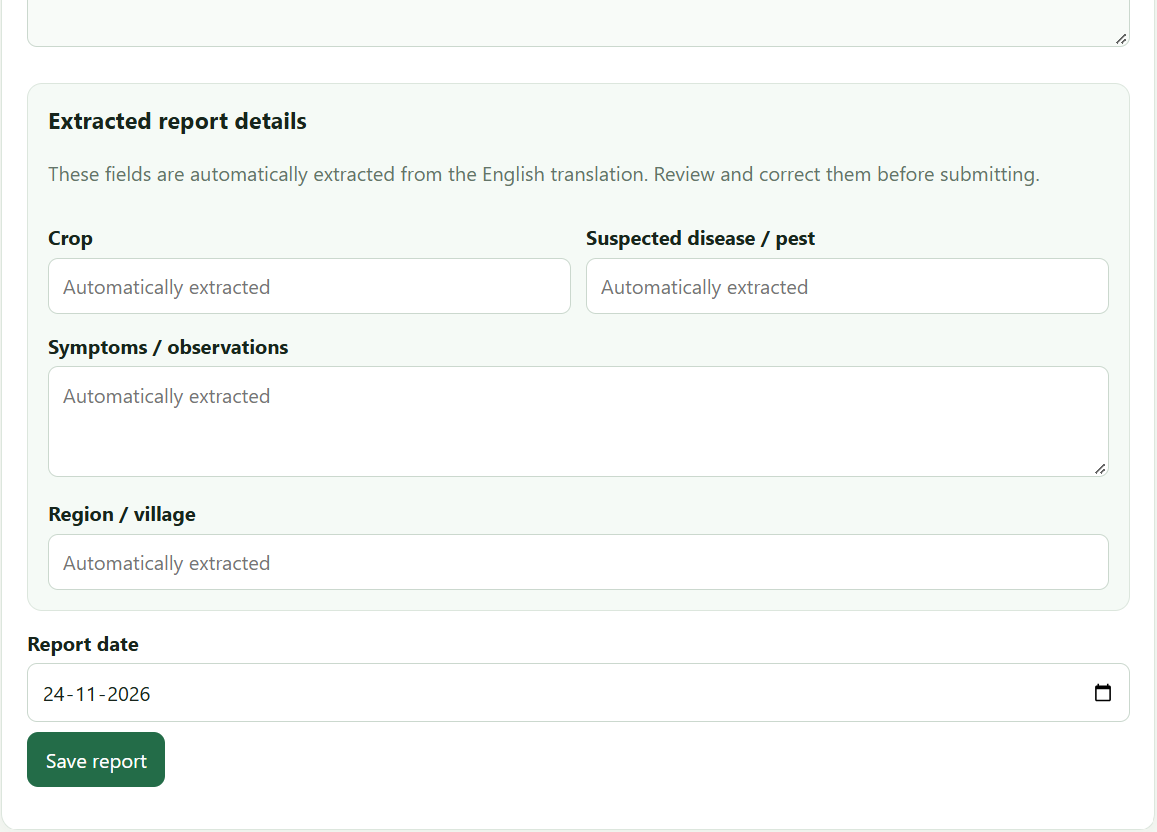 Extracted report details
These fields are automatically extracted from the English translation. Review and correct them before submitting.
Crop
Suspected disease / pest
Automatically extracted
Automatically extracted
Symptoms / observations
Automatically extracted
Region / village
Automatically extracted
Report date
24-11-2026
Save report